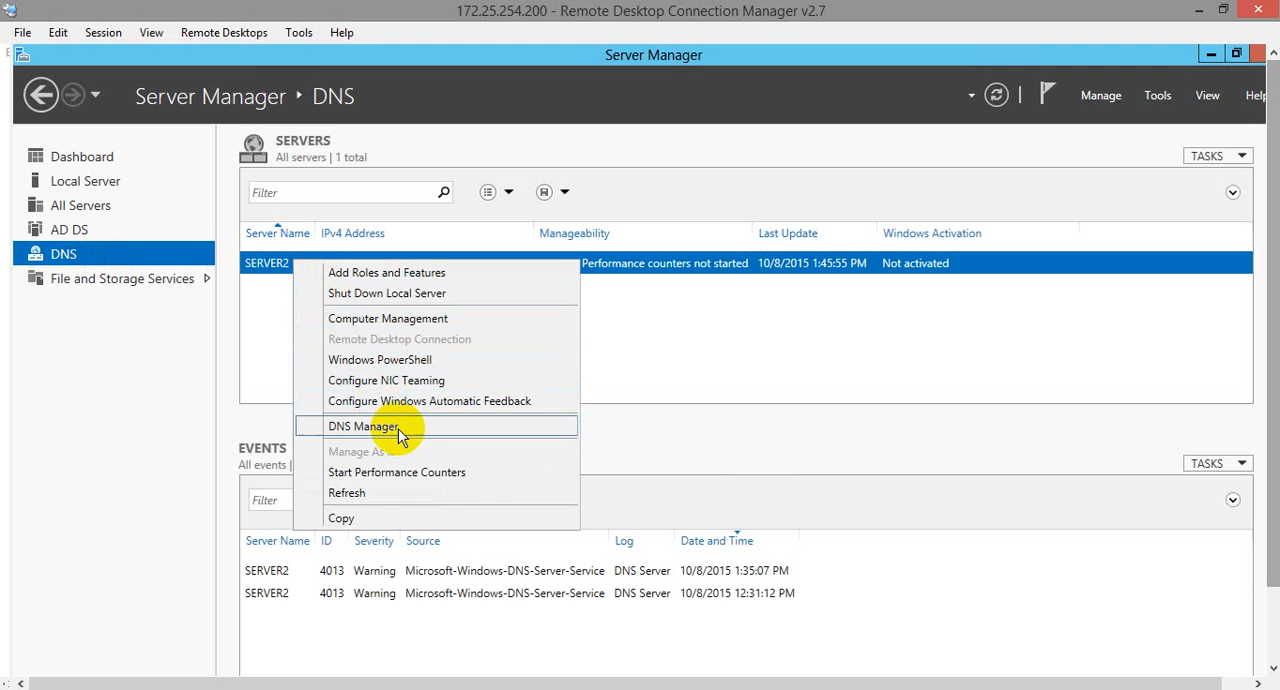 172.25.254.200 - Remote Desktop Connection Manager v2.7
File Edit Session View Remote Desktops Tools Help
Server Manager
Server Manager • DNS
Manage Tools View Help
Dashboard
Local Server
All Servers
AD DS
DNS
File and Storage Services
SERVERS
All servers | 1 total
TASKS
Filter
Server Name IPv4 Address Manageability Last Update Windows Activation
SERVER2 Performance counters not started 10/8/2015 1:45:55 PM Not activated
Add Roles and Features
Shut Down Local Server
Computer Management
Remote Desktop Connection
Windows PowerShell
Configure NIC Teaming
Configure Windows Automatic Feedback
DNS Manager
Manage As ...
Start Performance Counters
Refresh
Copy
EVENTS
All events |
TASKS
Filter
Server Name ID Severity Source Log Date and Time
SERVER2 4013 Warning Microsoft-Windows-DNS-Server-Service DNS Server 10/8/2015 1:35:07 PM
SERVER2 4013 Warning Microsoft-Windows-DNS-Server-Service DNS Server 10/8/2015 12:31:12 PM